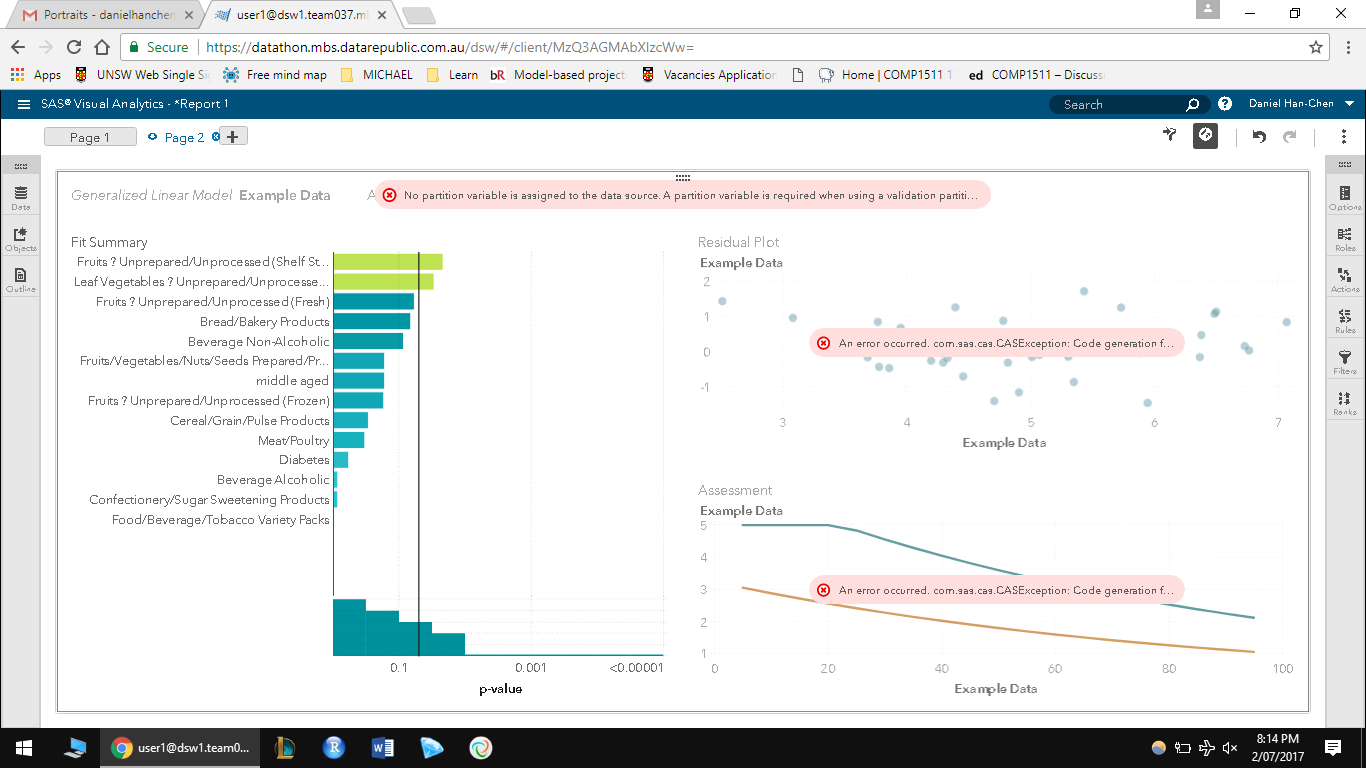 Portraits - danielhanchen
user1@dsw1.team037.m
Secure
https://datathon.mbs.datarepublic.com.au/dsw/#/client/MzQ3AGMAbXIzcWw=
Apps
UNSW Web Single Si
Free mind map
MICHAEL
Learn
bR Model-based project
Vacancies Application
Home | COMP1511 1
ed COMP1511 – Discuss
SAS® Visual Analytics - *Report 1
Search
Daniel Han-Chen
Page 1
Page 2
Data
Objects
Outline
Generalized Linear Model Example Data A
No partition variable is assigned to the data source. A partition variable is required when using a validation partiti...
Fit Summary
Fruits ? Unprepared/Unprocessed (Shelf St...
Leaf Vegetables ? Unprepared/Unprocesse...
Fruits ? Unprepared/Unprocessed (Fresh)
Bread/Bakery Products
Beverage Non-Alcoholic
Fruits/Vegetables/Nuts/Seeds Prepared/Pr...
middle aged
Fruits ? Unprepared/Unprocessed (Frozen)
Cereal/Grain/Pulse Products
Meat/Poultry
Diabetes
Beverage Alcoholic
Confectionery/Sugar Sweetening Products
Food/Beverage/Tobacco Variety Packs
0.1 0.001 <0.00001
p-value
Residual Plot
Example Data
2
1
0
-1
An error occurred. com.sas.cas.CASException: Code generation f...
3 4 5 6 7
Example Data
Assessment
Example Data
5
4
3
2
1
An error occurred. com.sas.cas.CASException: Code generation f...
0 20 40 60 80 100
Example Data
Options
Roles
Actions
Rules
Filters
Ranks
user1@dsw1.team0...
8:14 PM
2/07/2017